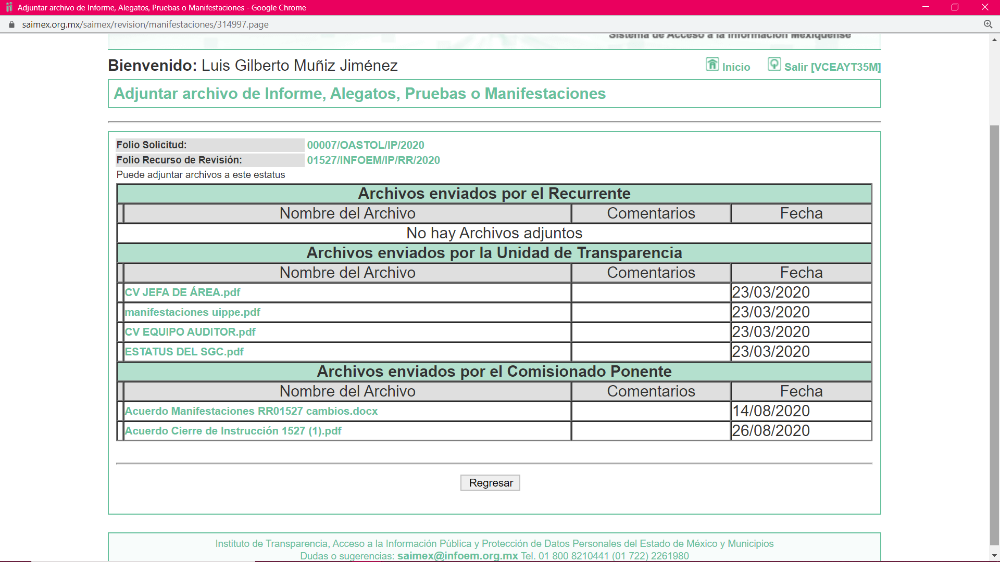 Adjuntar archivo de Informe, Alegatos, Pruebas o Manifestaciones - Google Chrome
saimex.org.mx/saimex/revision/manifestaciones/314997.page
Sistema de Acceso a la Información Mexiquense
Bienvenido: Luis Gilberto Muñiz Jiménez
Inicio Salir [VCEAYT35M]
Adjuntar archivo de Informe, Alegatos, Pruebas o Manifestaciones
Folio Solicitud: 00007/OASTOL/IP/2020
Folio Recurso de Revisión: 01527/INFOEM/IP/RR/2020
Puede adjuntar archivos a este estatus
Archivos enviados por el Recurrente
Nombre del Archivo Comentarios Fecha
No hay Archivos adjuntos
Archivos enviados por la Unidad de Transparencia
Nombre del Archivo Comentarios Fecha
CV JEFA DE ÁREA.pdf 23/03/2020
manifestaciones uippe.pdf 23/03/2020
CV EQUIPO AUDITOR.pdf 23/03/2020
ESTATUS DEL SGC.pdf 23/03/2020
Archivos enviados por el Comisionado Ponente
Nombre del Archivo Comentarios Fecha
Acuerdo Manifestaciones RR01527 cambios.docx 14/08/2020
Acuerdo Cierre de Instrucción 1527 (1).pdf 26/08/2020
Regresar
Instituto de Transparencia, Acceso a la Información Pública y Protección de Datos Personales del Estado de México y Municipios
Dudas o sugerencias: saimex@infoem.org.mx Tel. 01 800 8210441 (01 722) 2261980